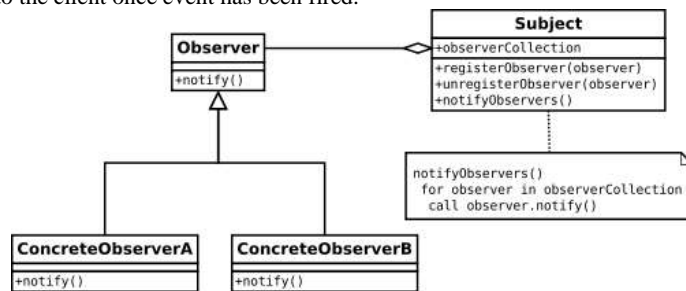 to the client once event has been fired.
Subject
+observerCollection
+registerObserver(observer)
+unregisterObserver(observer)
+notifyObservers()
Observer
+notify()
notifyObservers()
for observer in observerCollection
call observer.notify()
ConcreteObserverA
+notify()
ConcreteObserverB
+notify()